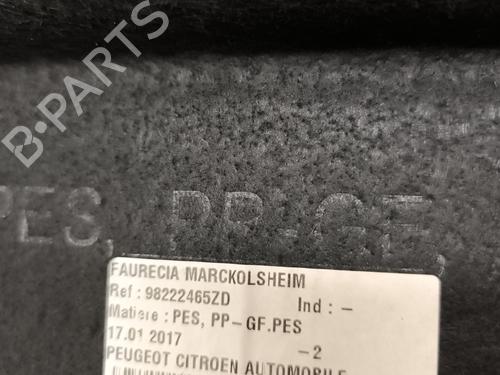 B-PARTS
PES, PP-GF,
FAURECIA MARCKOLSHEIM
Ref : 98222465ZD Ind : -
Matiere : PES, PP-GF.PES
17.01 2017 -2
PEUGEOT CITROEN AUTOMOBILE